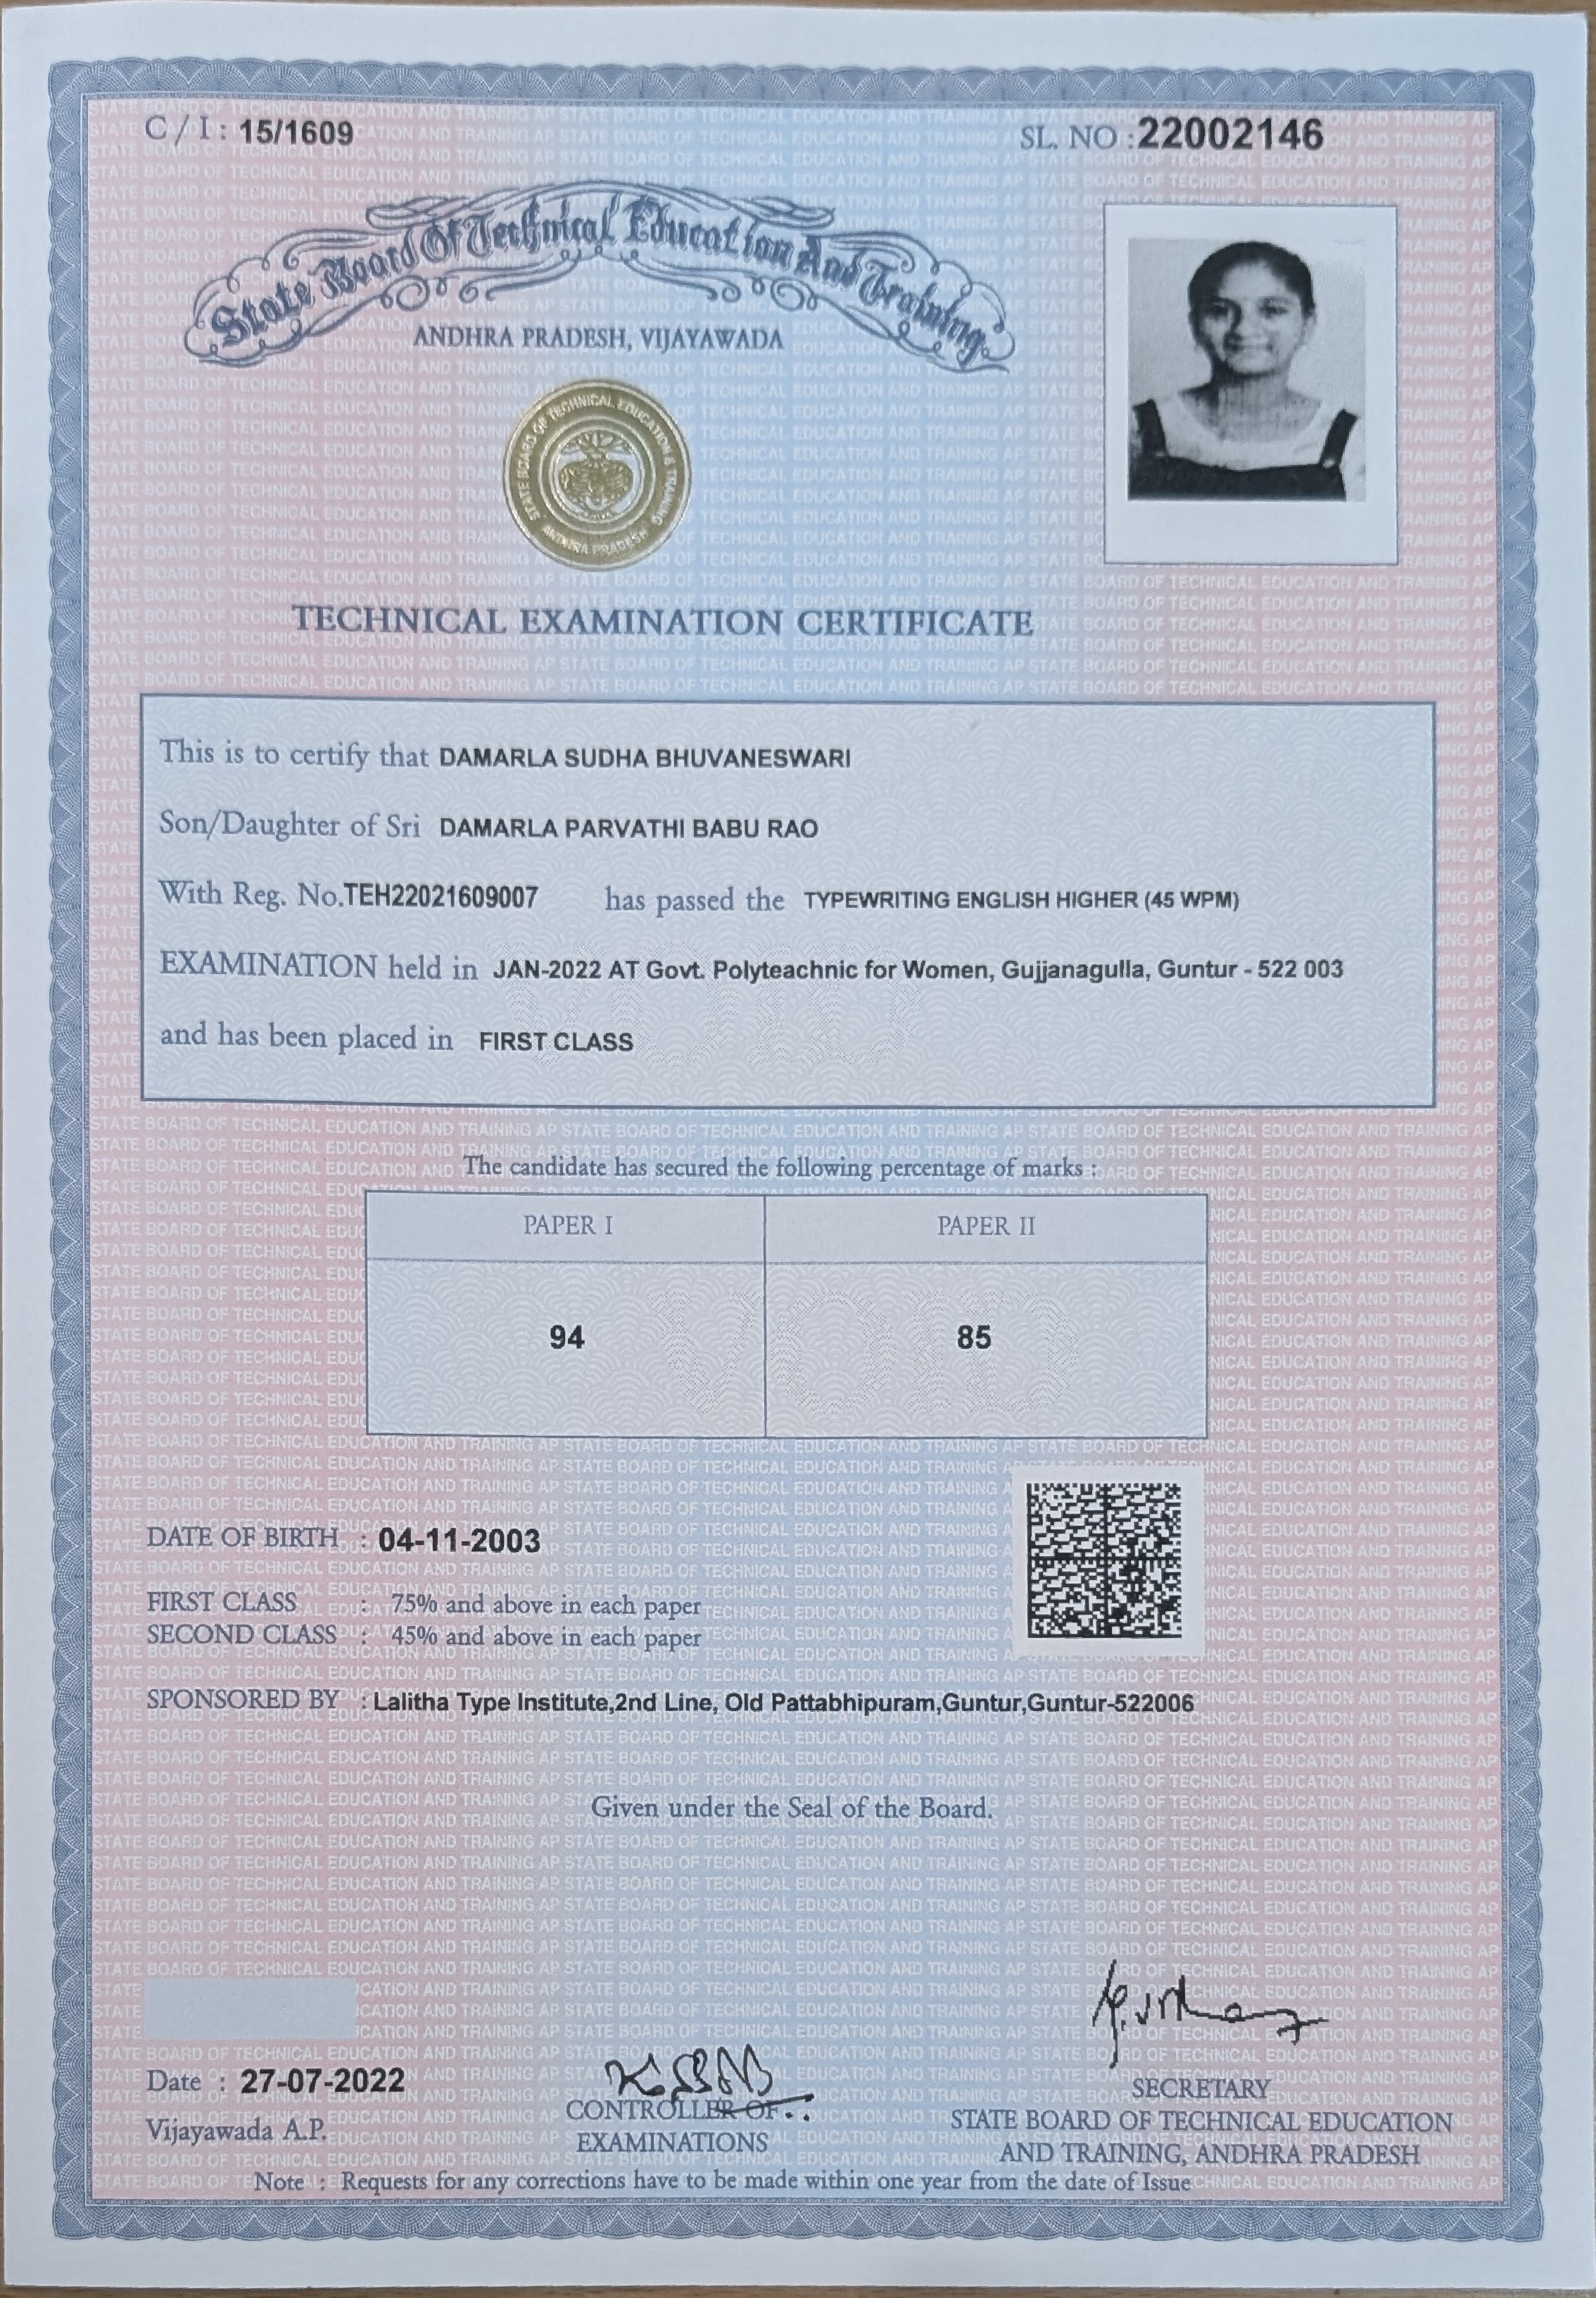 C / I : 15/1609
SL. NO :22002146
State Board Of Technical Education And Training
ANDHRA PRADESH, VIJAYAWADA
STATE BOARD OF TECHNICAL EDUCATION & TRAINING
ANDHRA PRADESH
TECHNICAL EXAMINATION CERTIFICATE
This is to certify that DAMARLA SUDHA BHUVANESWARI
Son/Daughter of Sri DAMARLA PARVATHI BABU RAO
With Reg. No.TEH22021609007 has passed the TYPEWRITING ENGLISH HIGHER (45 WPM)
EXAMINATION held in JAN-2022 AT Govt. Polyteachnic for Women, Gujjanagulla, Guntur - 522 003
and has been placed in FIRST CLASS
The candidate has secured the following percentage of marks :
PAPER I PAPER II
94 85
DATE OF BIRTH : 04-11-2003
FIRST CLASS : 75% and above in each paper
SECOND CLASS : 45% and above in each paper
SPONSORED BY : Lalitha Type Institute,2nd Line, Old Pattabhipuram,Guntur,Guntur-522006
Given under the Seal of the Board.
Date : 27-07-2022
Vijayawada A.P.
CONTROLLER OF
EXAMINATIONS
SECRETARY
STATE BOARD OF TECHNICAL EDUCATION
AND TRAINING, ANDHRA PRADESH
Note : Requests for any corrections have to be made within one year from the date of Issue